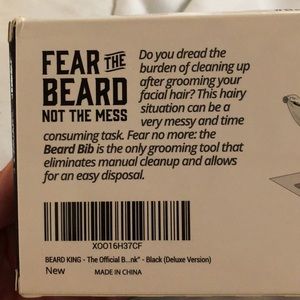 FEAR THE
BEARD
NOT THE MESS
Do you dread the
burden of cleaning up
after grooming your
facial hair? This hairy
situation can be a
very messy and time
consuming task. Fear no more: the
Beard Bib is the only grooming tool that
eliminates manual cleanup and allows
for an easy disposal.
X0016H37CF
BEARD KING - The Official B...nk" - Black (Deluxe Version)
New
MADE IN CHINA